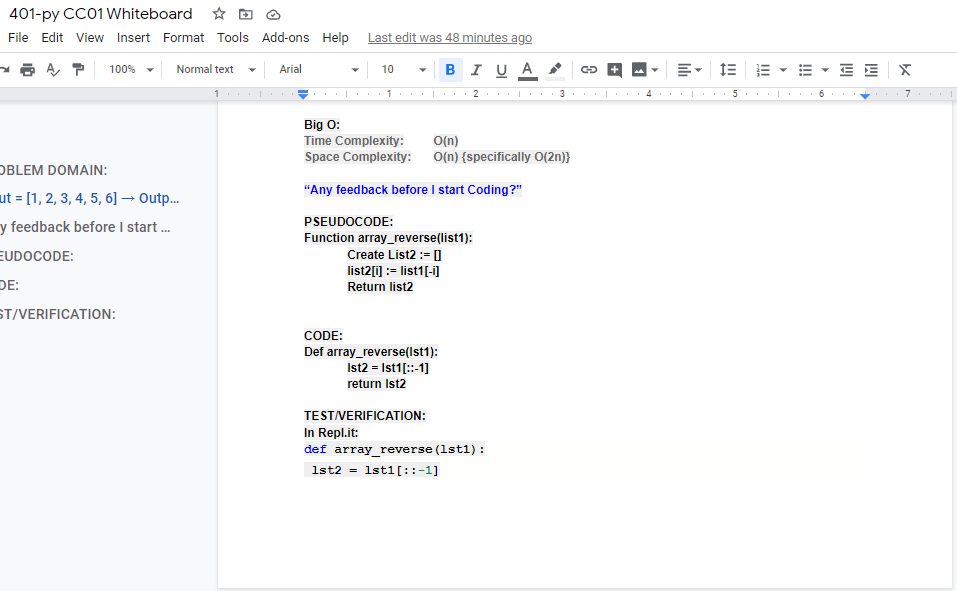 401-py CC01 Whiteboard
File Edit View Insert Format Tools Add-ons Help Last edit was 48 minutes ago
100% Normal text Arial 10 B I U A
1 1 2 3 4 5 6 7
Big O:
Time Complexity: O(n)
Space Complexity: O(n) {specifically O(2n)}
OBLEM DOMAIN:
ut = [1, 2, 3, 4, 5, 6] → Outp...
“Any feedback before I start Coding?”
y feedback before I start ...
PSEUDOCODE:
Function array_reverse(list1):
EUDOCODE:
Create List2 := []
list2[i] := list1[-i]
DE:
Return list2
ST/VERIFICATION:
CODE:
Def array_reverse(lst1):
lst2 = lst1[::-1]
return lst2
TEST/VERIFICATION:
In Repl.it:
def array_reverse(lst1):
lst2 = lst1[::-1]